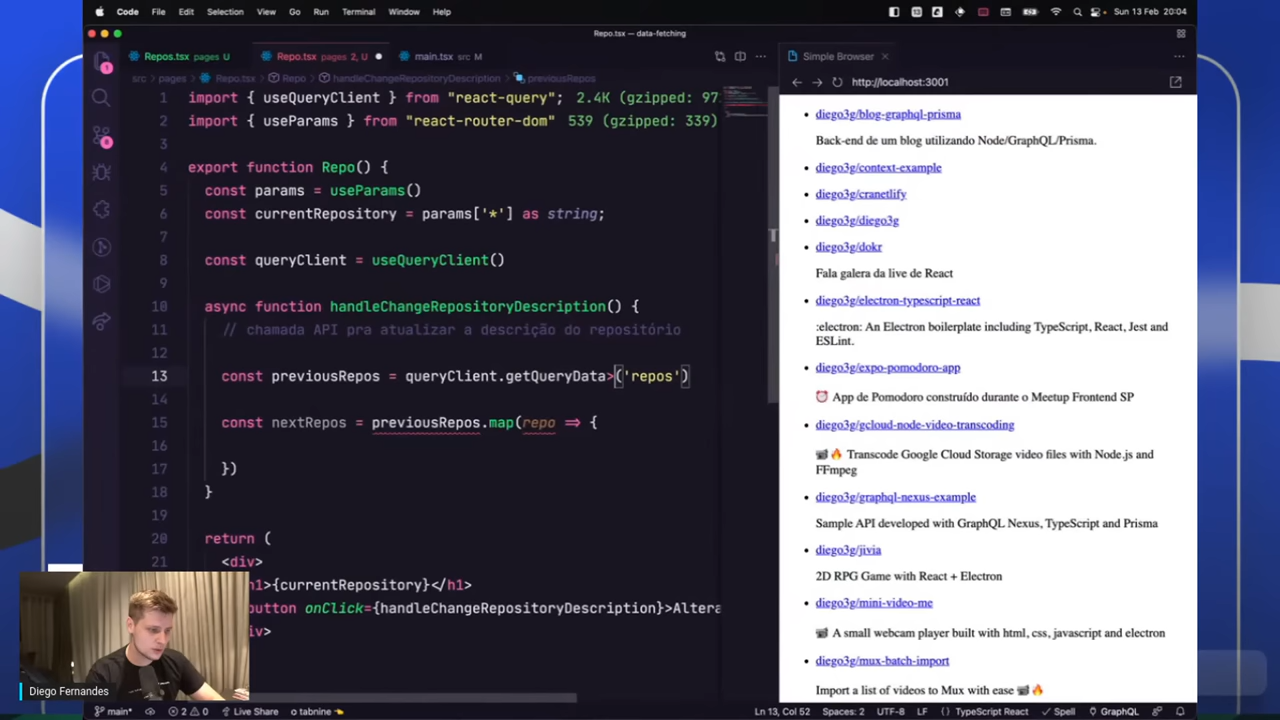 Code File Edit Selection View Go Run Terminal Window Help
Sun 13 Feb 20:04
Repo.tsx — data-fetching
Repos.tsx pages U
Repo.tsx pages 2, U
main.tsx src M
Simple Browser
src > pages > Repo.tsx > Repo > handleChangeRepositoryDescription > previousRepos
http://localhost:3001
1 import { useQueryClient } from "react-query"; 2.4K (gzipped: 97
2 import { useParams } from "react-router-dom" 539 (gzipped: 339)
3
4 export function Repo() {
5 const params = useParams()
6 const currentRepository = params['*'] as string;
7
8 const queryClient = useQueryClient()
9
10 async function handleChangeRepositoryDescription() {
11 // chamada API pra atualizar a descrição do repositório
12
13 const previousRepos = queryClient.getQueryData>('repos')
14
15 const nextRepos = previousRepos.map(repo => {
16
17 })
18 }
19
20 return (
21 <div>
h1>{currentRepository}</h1>
button onClick={handleChangeRepositoryDescription}>Altera
iv>
diego3g/blog-graphql-prisma
Back-end de um blog utilizando Node/GraphQL/Prisma.
diego3g/context-example
diego3g/cranetlify
diego3g/diego3g
diego3g/dokr
Fala galera da live de React
diego3g/electron-typescript-react
:electron: An Electron boilerplate including TypeScript, React, Jest and
ESLint.
diego3g/expo-pomodoro-app
⏰ App de Pomodoro construído durante o Meetup Frontend SP
diego3g/gcloud-node-video-transcoding
📹🔥 Transcode Google Cloud Storage video files with Node.js and
FFmpeg
diego3g/graphql-nexus-example
Sample API developed with GraphQL Nexus, TypeScript and Prisma
diego3g/jivia
2D RPG Game with React + Electron
diego3g/mini-video-me
📹 A small webcam player built with html, css, javascript and electron
diego3g/mux-batch-import
Import a list of videos to Mux with ease 📹🔥
Diego Fernandes
main* 2 0 Live Share tabnine Ln 13, Col 52 Spaces: 2 UTF-8 LF TypeScript React Spell GraphQL